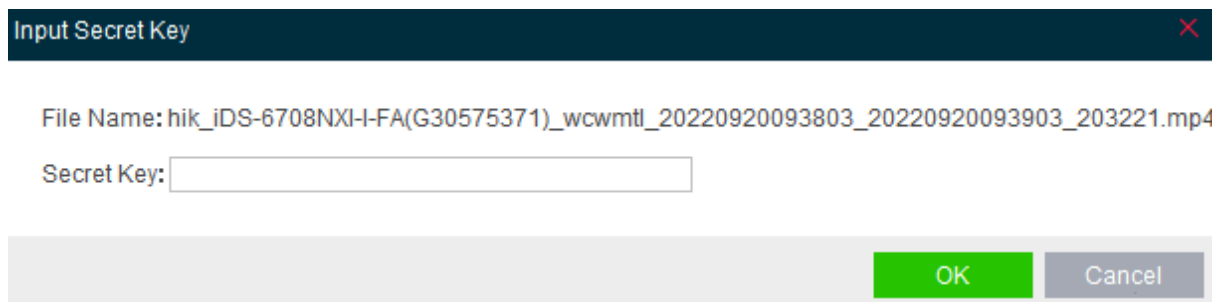 Input Secret Key
File Name: hik_iDS-6708NXI-I-FA(G30575371)_wcwmtl_20220920093803_20220920093903_203221.mp4
Secret Key:
OK Cancel